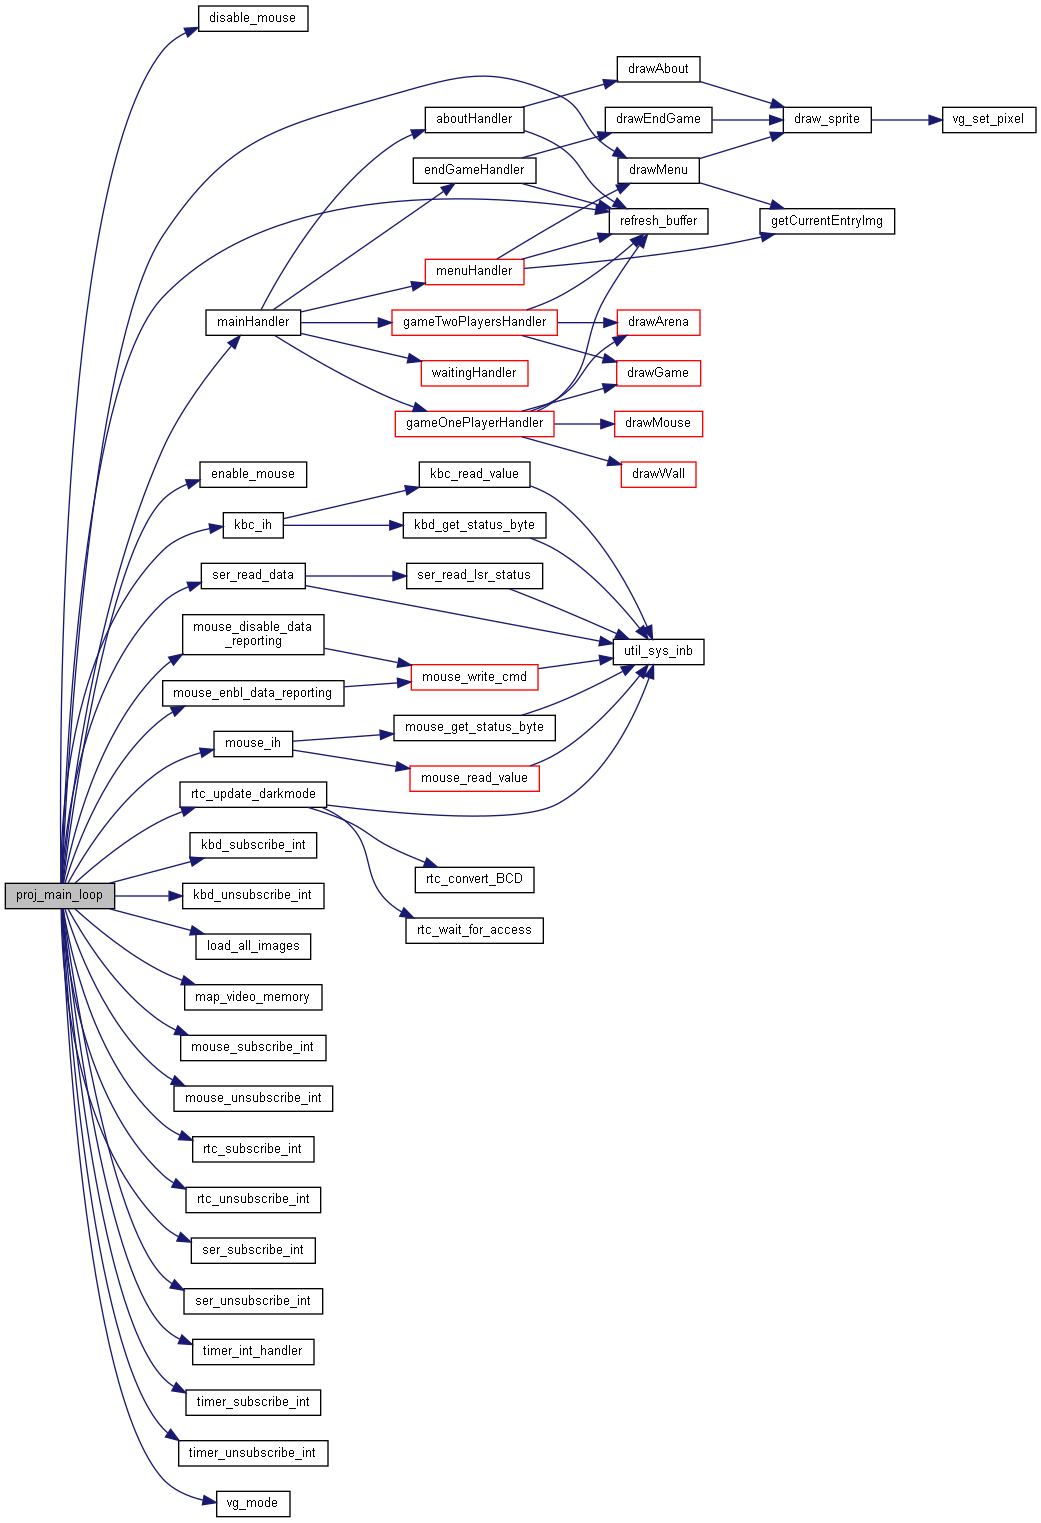 disable_mouse
drawAbout
aboutHandler
drawEndGame
draw_sprite
vg_set_pixel
endGameHandler
drawMenu
refresh_buffer
getCurrentEntryImg
menuHandler
mainHandler
gameTwoPlayersHandler
drawArena
waitingHandler
drawGame
gameOnePlayerHandler
drawMouse
drawWall
enable_mouse
kbc_read_value
kbc_ih
kbd_get_status_byte
ser_read_data
ser_read_lsr_status
mouse_disable_data
_reporting
util_sys_inb
mouse_write_cmd
mouse_enbl_data_reporting
mouse_get_status_byte
mouse_ih
mouse_read_value
rtc_update_darkmode
kbd_subscribe_int
rtc_convert_BCD
proj_main_loop
kbd_unsubscribe_int
rtc_wait_for_access
load_all_images
map_video_memory
mouse_subscribe_int
mouse_unsubscribe_int
rtc_subscribe_int
rtc_unsubscribe_int
ser_subscribe_int
ser_unsubscribe_int
timer_int_handler
timer_subscribe_int
timer_unsubscribe_int
vg_mode